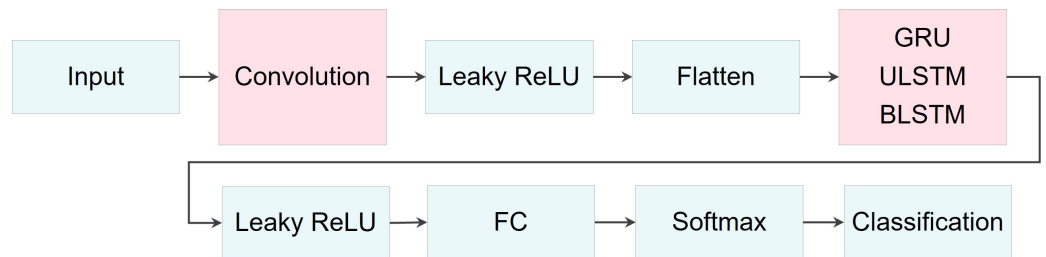 Input
Convolution
Leaky ReLU
Flatten
GRU
ULSTM
BLSTM
Leaky ReLU
FC
Softmax
Classification